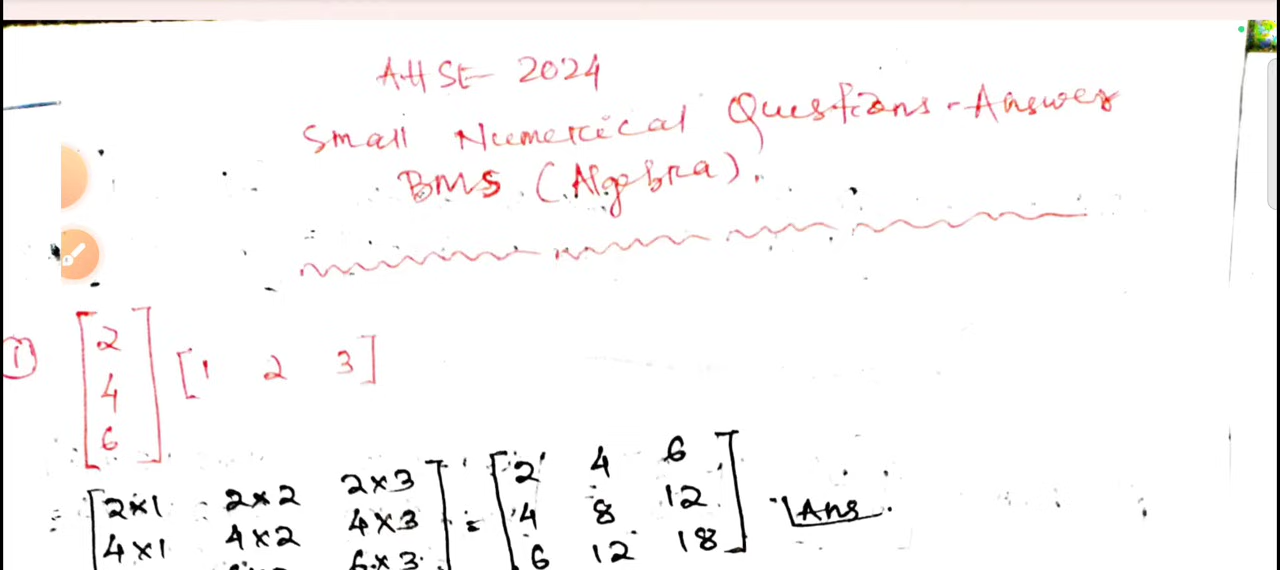 AHSE 2024
Small Numerical Questions - Answer
BMS (Algebra).
① [2 4 6] [1 2 3]
= [2×1 2×2 2×3
4×1 4×2 4×3
6×3] = [2 4 6
4 8 12
6 12 18] Ans.